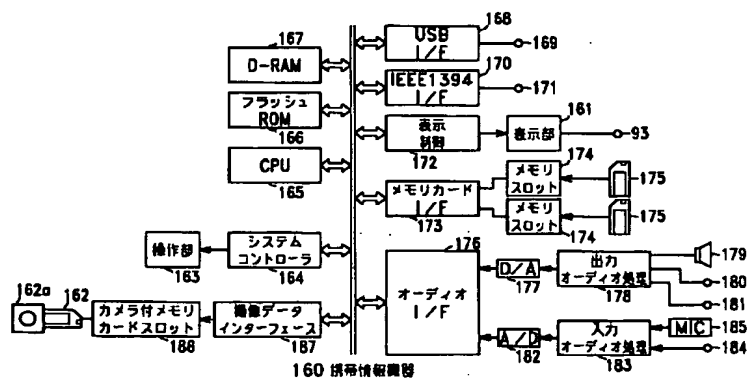 167
D-RAM
フラッシュ
ROM
166
CPU
165
操作部
163
システム
コントローラ
164
162a
162
カメラ付メモリ
カードスロット
188
撮像データ
インターフェース
187
168
USB
I/F
169
170
IEEE1394
I/F
171
表示
制御
172
161
表示部
93
メモリカード
I/F
173
174
メモリ
スロット
175
メモリ
スロット
174
175
176
オーディオ
I/F
D/A
177
出力
オーディオ処理
178
179
180
181
A/D
182
入力
オーディオ処理
183
MIC
185
184
160 携帯情報機器